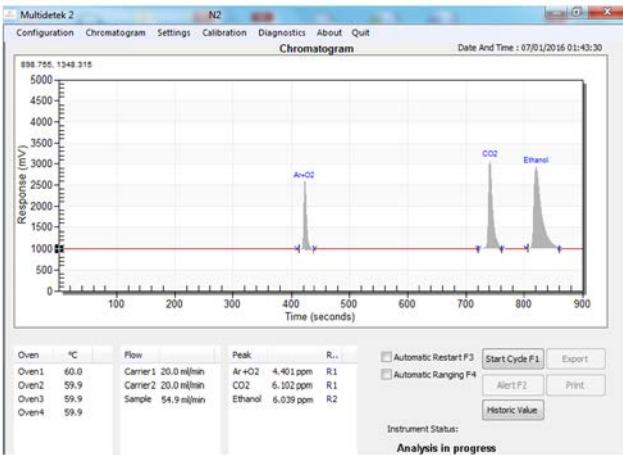 Multidetek 2 N2
Configuration Chromatogram Settings Calibration Diagnostics About Quit
Chromatogram Date And Time : 07/01/2016 01:43:30
898.755, 1348.315
5000
4500
4000
3500
3000
2500
2000
1500
1000
500
0
Response (mV)
Ar+O2
CO2
Ethanol
100 200 300 400 500 600 700 800 900
Time (seconds)
Oven °C Flow Peak R..
Oven1 60.0 Carrier1 20.0 ml/min Ar+O2 4.401 ppm R1
Oven2 59.9 Carrier2 20.0 ml/min CO2 6.102 ppm R1
Oven3 59.9 Sample 54.9 ml/min Ethanol 6.039 ppm R2
Oven4 59.9
Automatic Restart F3 Start Cycle F1 Export
Automatic Ranging F4 Alert F2 Print
Historic Value
Instrument Status:
Analysis in progress